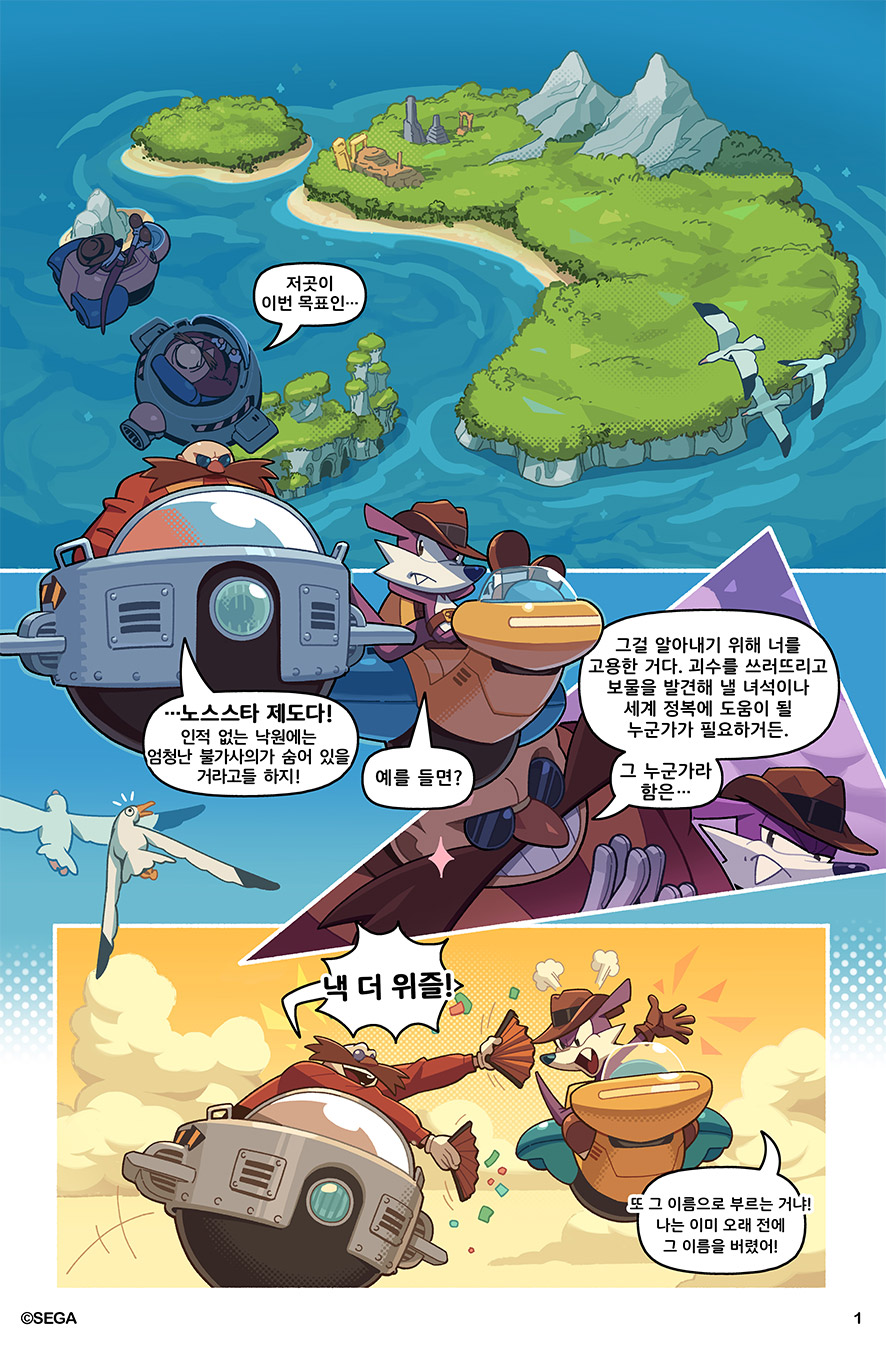 저곳이
이번 목표인…
…노스스타 제도다!
인적 없는 낙원에는
엄청난 불가사의가 숨어 있을
거라고들 하지!
예를 들면?
그걸 알아내기 위해 너를
고용한 거다. 괴수를 쓰러뜨리고
보물을 발견해 낼 녀석이나
세계 정복에 도움이 될
누군가가 필요하거든.
그 누군가라
함은…
낵 더 위즐!
또 그 이름으로 부르는 거냐!
나는 이미 오래 전에
그 이름을 버렸어!
©SEGA
1